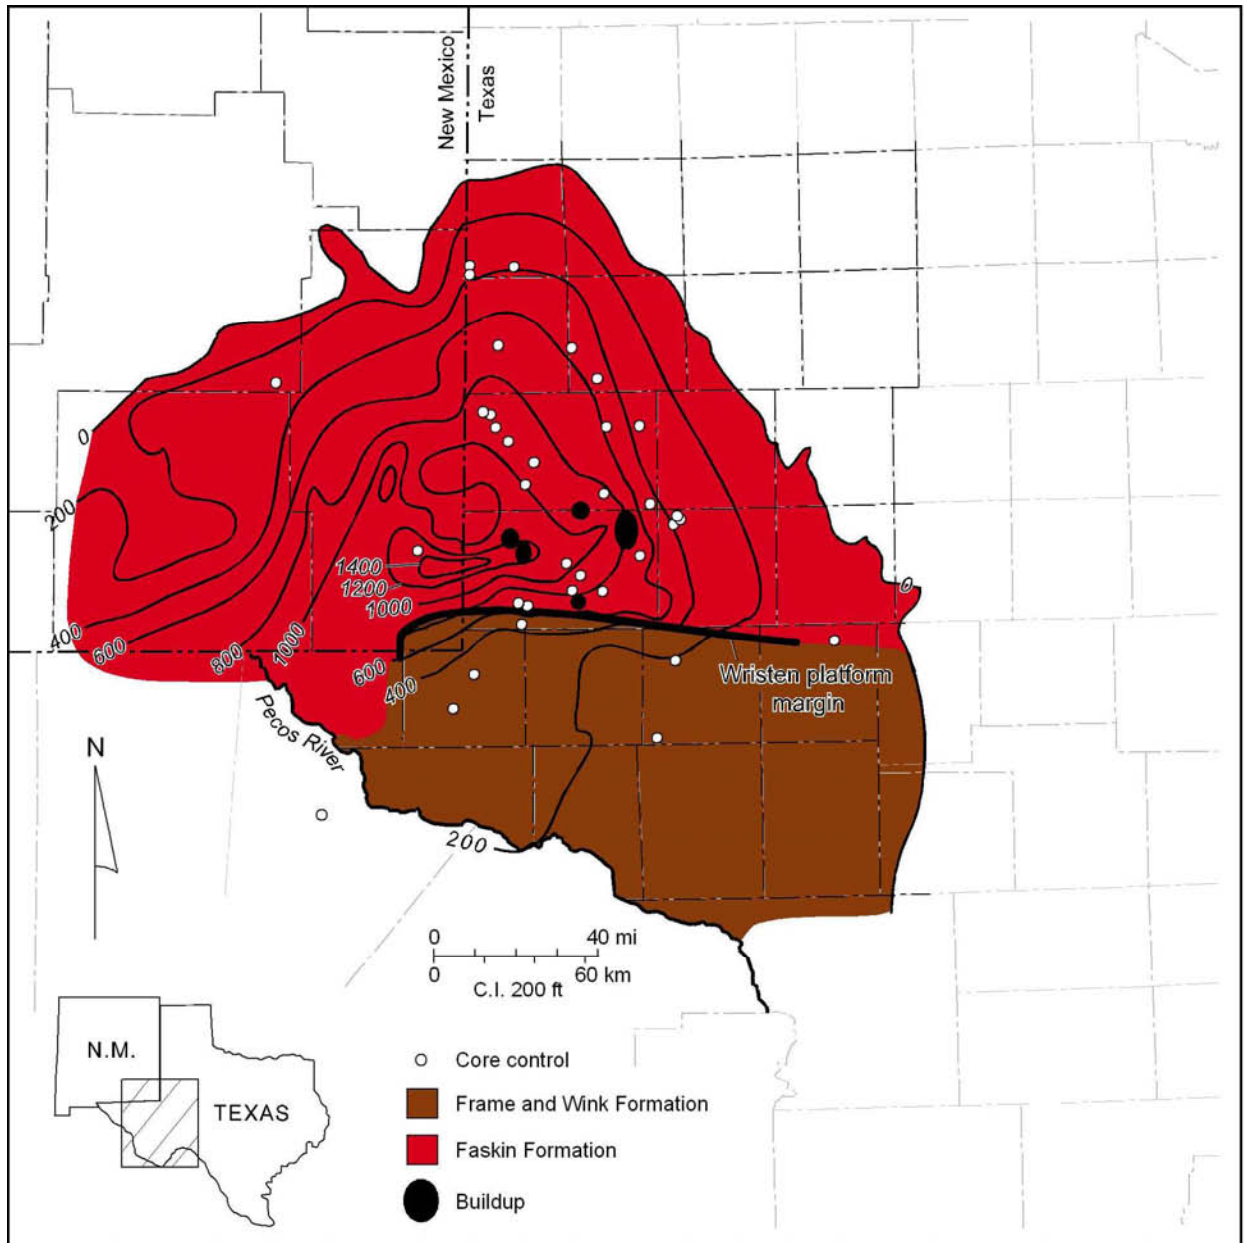 New Mexico
Texas
0
200
400
600
800
1000
1400
1200
1000
600
400
0
Wristen platform
margin
Pecos River
N
200
0 40 mi
0 60 km
C.I. 200 ft
N.M.
TEXAS
Core control
Frame and Wink Formation
Faskin Formation
Buildup